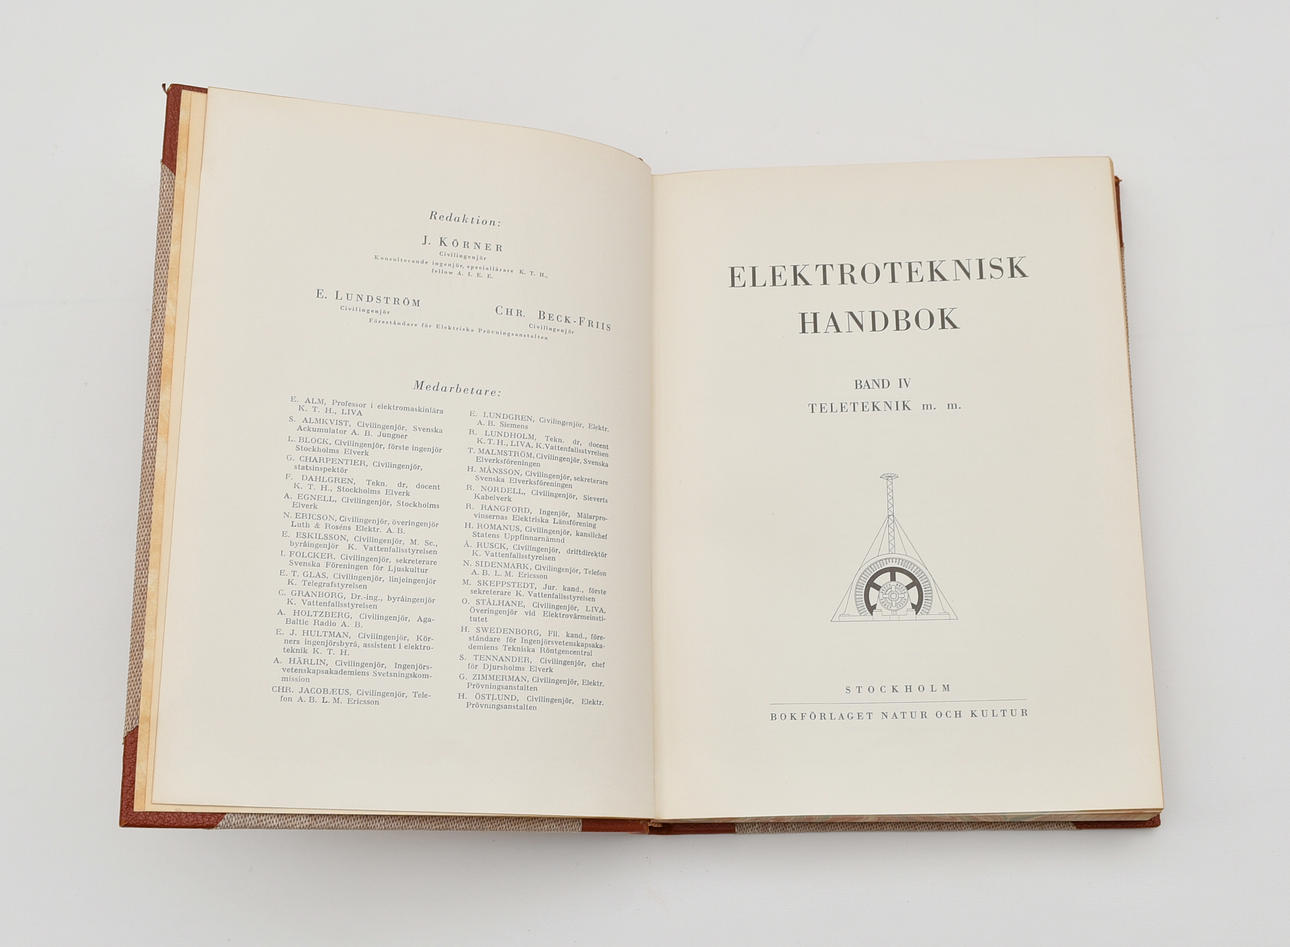 Redaktion:
J. KÖRNER
Civilingenjör
Konsulterande ingenjör, speciallärare K. T. H.,
fellow A. I. E. E.
E. LUNDSTRÖM
Civilingenjör
CHR. BECK-FRIIS
Civilingenjör
Föreståndare för Elektriska Prövningsanstalten
Medarbetare:
E. ALM, Professor i elektromaskinlära
K. T. H., LIVA
S. ALMKVIST, Civilingenjör, Svenska
Ackumulator A. B. Jungner
L. BLOCK, Civilingenjör, förste ingenjör
Stockholms Elverk
G. CHARPENTIER, Civilingenjör,
statsinspektör
F. DAHLGREN, Tekn. dr, docent
K. T. H., Stockholms Elverk
A. EGNELL, Civilingenjör, Stockholms
Elverk
N. ERICSON, Civilingenjör, överingenjör
Luth & Roséns Elektr. A. B.
E. ESKILSSON, Civilingenjör, M. Sc.,
byråingenjör K. Vattenfallsstyrelsen
I. FOLCKER, Civilingenjör, sekreterare
Svenska Föreningen för Ljuskultur
E. T. GLAS, Civilingenjör, linjeingenjör
K. Telegrafstyrelsen
C. GRANBORG, Dr.-ing., byråingenjör
K. Vattenfallsstyrelsen
A. HOLTZBERG, Civilingenjör, Aga-
Baltic Radio A. B.
E. J. HULTMAN, Civilingenjör, Kör-
ners ingenjörsbyrå, assistent i elektro-
teknik K. T. H.
A. HÄRLIN, Civilingenjör, Ingenjörs-
vetenskapsakademiens Svetsningskom-
mission
CHR. JACOBÆUS, Civilingenjör, Tele-
fon A. B. L. M. Ericsson
E. LUNDGREN, Civilingenjör, Elektr.
A. B. Siemens
R. LUNDHOLM, Tekn. dr, docent
K. T. H., LIVA, K. Vattenfallsstyrelsen
T. MALMSTRÖM, Civilingenjör, Svenska
Elverksföreningen
H. MÅNSSON, Civilingenjör, sekreterare
Svenska Elverksföreningen
R. NORDELL, Civilingenjör, Sieverts
Kabelverk
R. RANGFORD, Ingenjör, Mälarpro-
vinsernas Elektriska Länsförening
H. ROMANUS, Civilingenjör, kanslichef
Statens Uppfinnarnämnd
Å. RUSCK, Civilingenjör, driftdirektör
K. Vattenfallsstyrelsen
N. SIDENMARK, Civilingenjör, Telefon
A. B. L. M. Ericsson
M. SKEPPSTEDT, Jur. kand., förste
sekreterare K. Vattenfallsstyrelsen
O. STÅLHANE, Civilingenjör, LIVA,
Överingenjör vid Elektrovärmeinsti-
tutet
H. SWEDENBORG, Fil. kand., före-
ståndare för Ingenjörsvetenskapsaka-
demiens Tekniska Röntgencentral
S. TENNANDER, Civilingenjör, chef
för Djursholms Elverk
G. ZIMMERMAN, Civilingenjör, Elektr.
Prövningsanstalten
H. ÖSTLUND, Civilingenjör, Elektr.
Prövningsanstalten
ELEKTROTEKNISK
HANDBOK
BAND IV
TELETEKNIK m. m.
STOCKHOLM
BOKFÖRLAGET NATUR OCH KULTUR